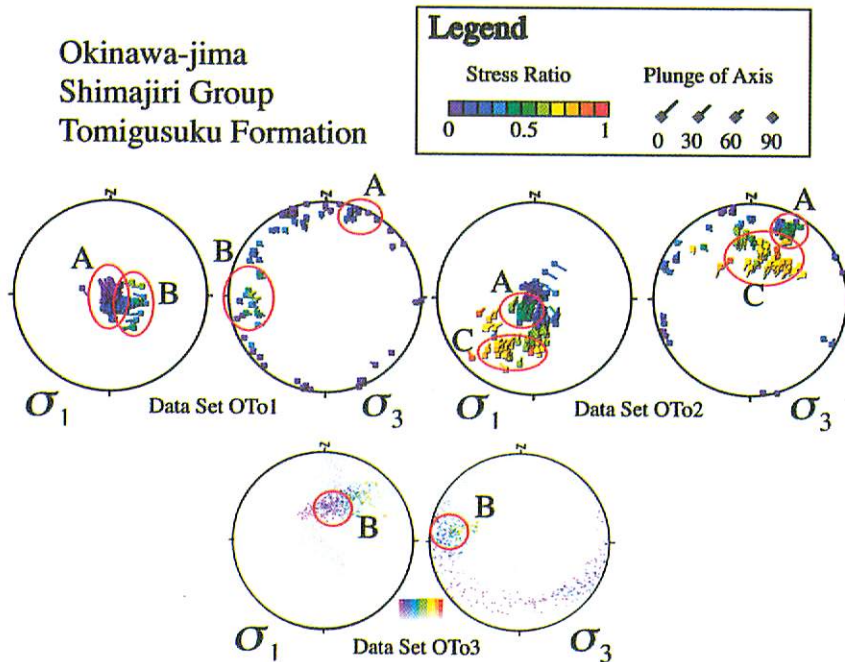 Okinawa-jima
Shimajiri Group
Tomigusuku Formation
Legend
Stress Ratio
Plunge of Axis
0 0.5 1
0 30 60 90
N
A
B
N
A
B
σ1
Data Set OTo1
σ3
N
A
C
N
A
C
σ1
Data Set OTo2
σ3
N
B
N
B
σ1
Data Set OTo3
σ3